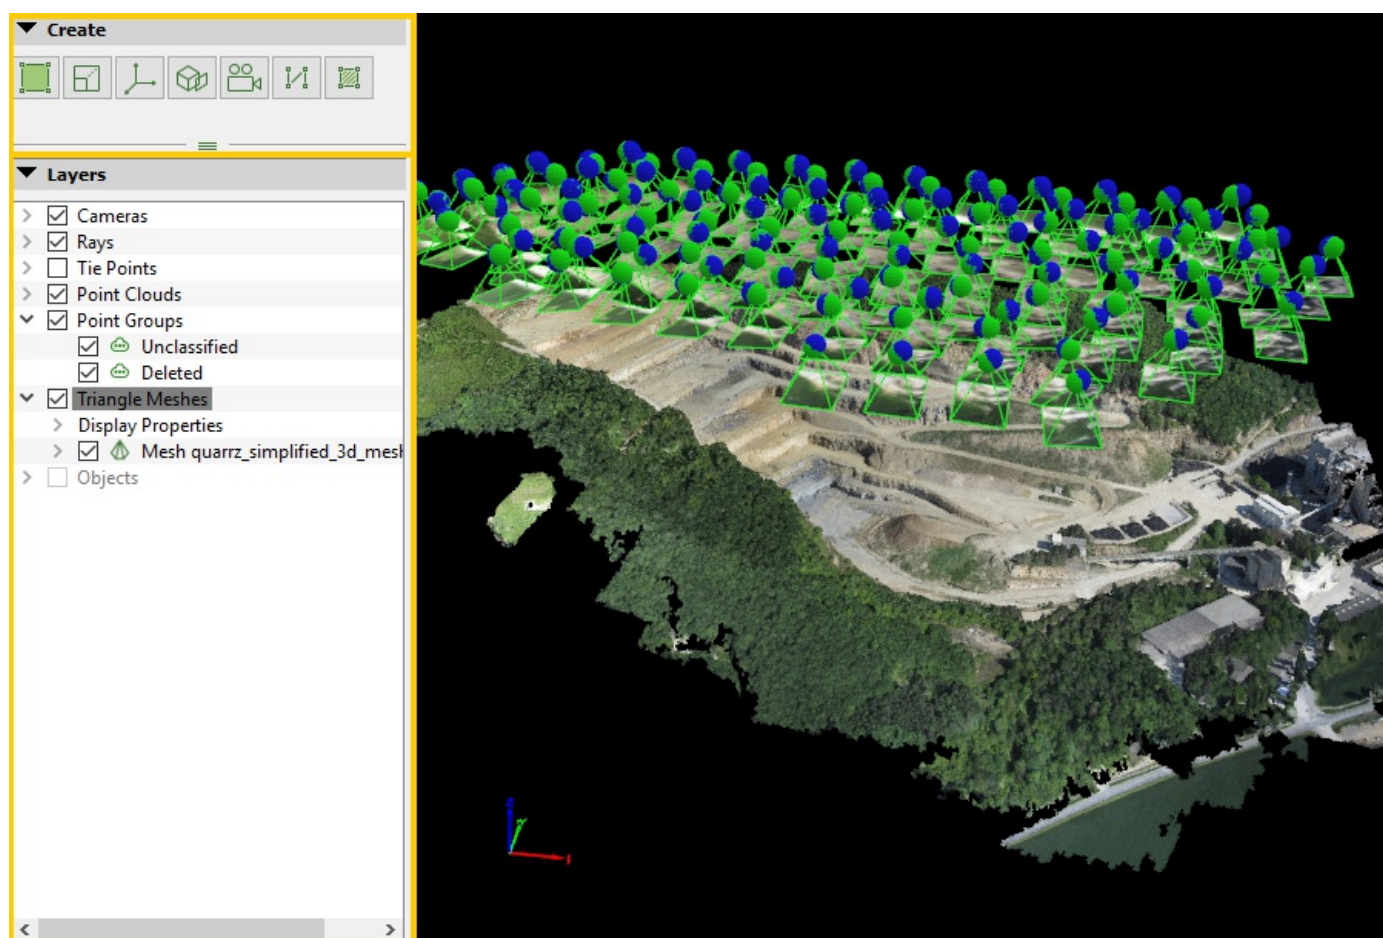 Create
Layers
Cameras
Rays
Tie Points
Point Clouds
Point Groups
Unclassified
Deleted
Triangle Meshes
Display Properties
Mesh quarrz_simplified_3d_mesh
Objects